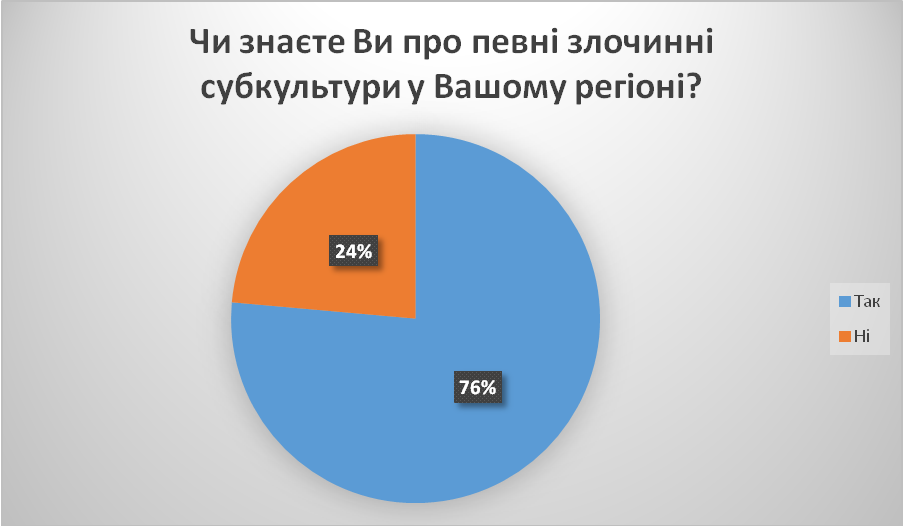 Чи знаєте Ви про певні злочинні
субкультури у Вашому регіоні?
24%
76%
Так
Ні